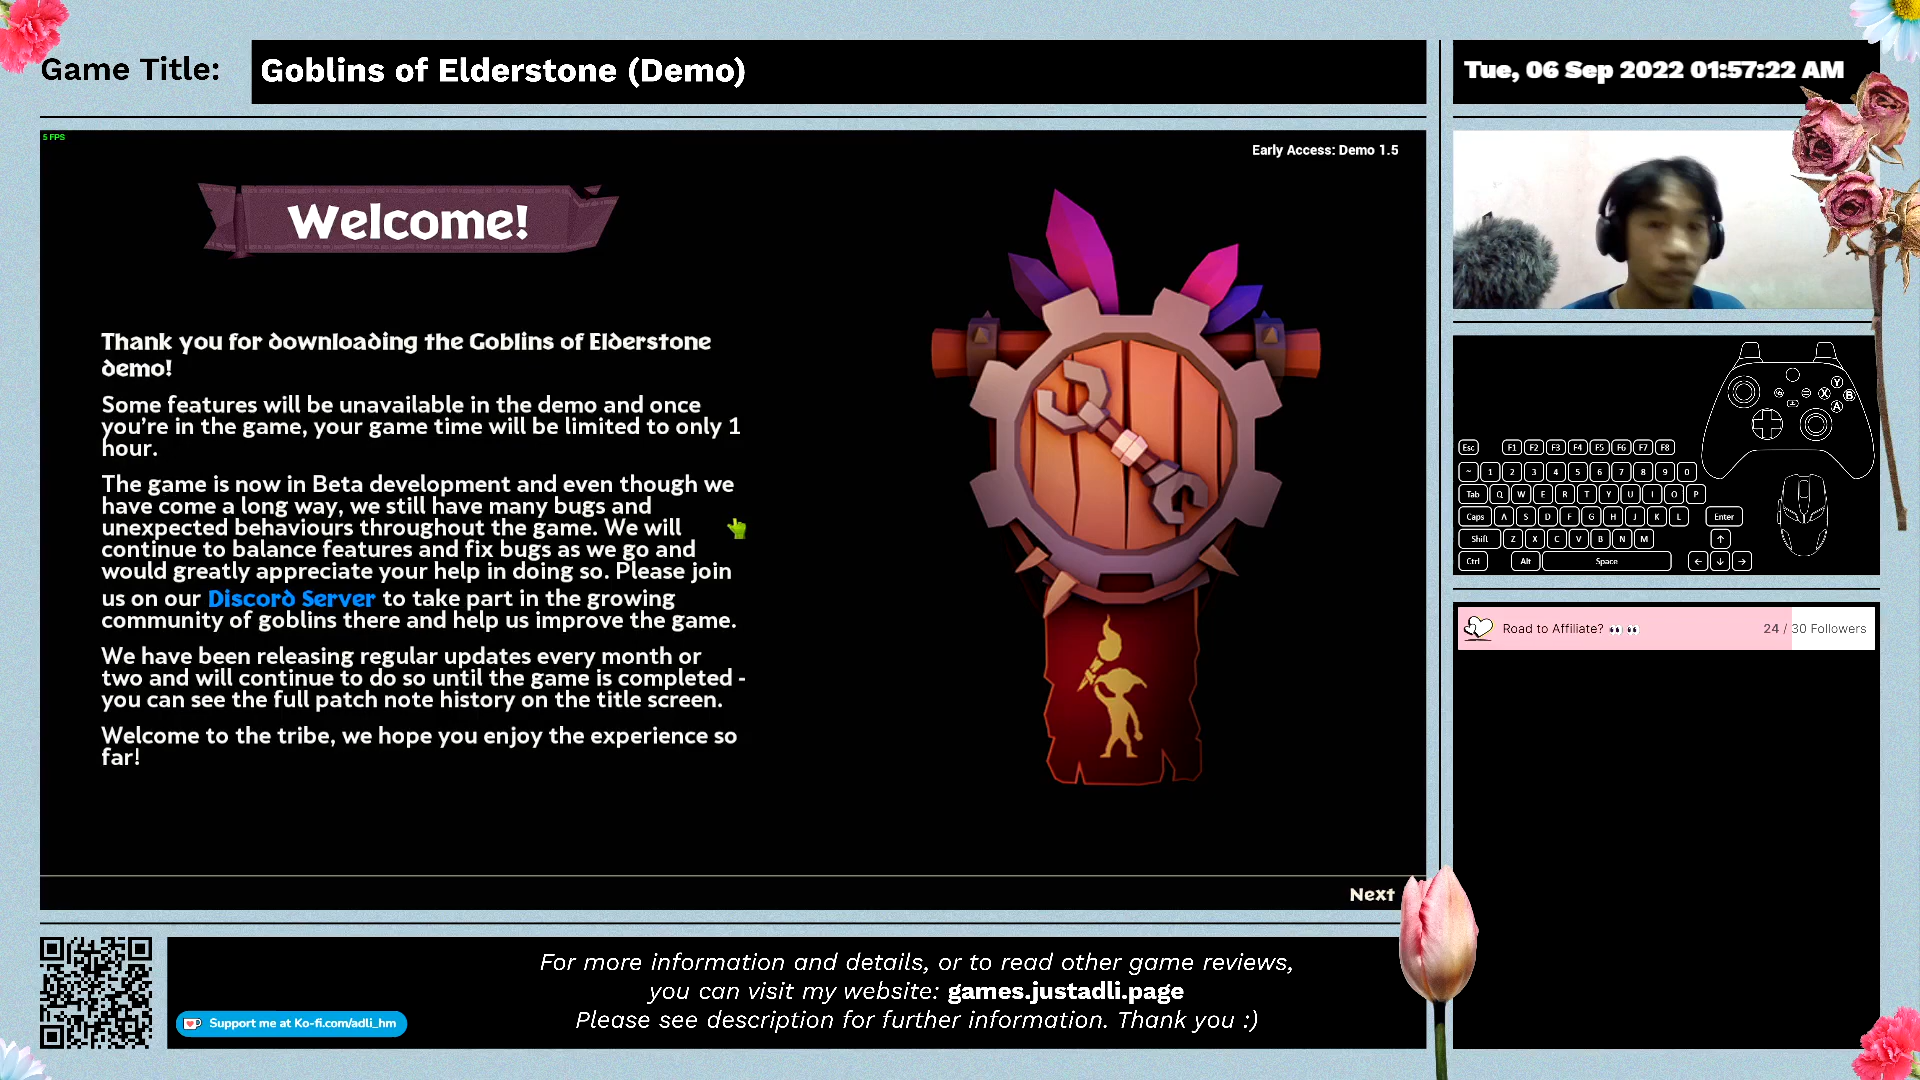 Game Title:
Goblins of Elderstone (Demo)
Tue, 06 Sep 2022 01:57:22 AM
5 FPS
Early Access: Demo 1.5
Welcome!
Thank you for downloading the Goblins of Elderstone
demo!
Some features will be unavailable in the demo and once
you're in the game, your game time will be limited to only 1
hour.
The game is now in Beta development and even though we
have come a long way, we still have many bugs and
unexpected behaviours throughout the game. We will
continue to balance features and fix bugs as we go and
would greatly appreciate your help in doing so. Please join
us on our Discord Server to take part in the growing
community of goblins there and help us improve the game.
We have been releasing regular updates every month or
two and will continue to do so until the game is completed -
you can see the full patch note history on the title screen.
Welcome to the tribe, we hope you enjoy the experience so
far!
Next
Y
X B
A
Esc F1 F2 F3 F4 F5 F6 F7 F8
~ 1 2 3 4 5 6 7 8 9 0
Tab Q W E R T Y U I O P
Caps A S D F G H J K L Enter
Shift Z X C V B N M ↑
Ctrl Alt Space ← ↓ →
Road to Affiliate? 👀 👀 24 / 30 Followers
For more information and details, or to read other game reviews,
you can visit my website: games.justadli.page
Please see description for further information. Thank you :)
Support me at Ko-fi.com/adli_hm